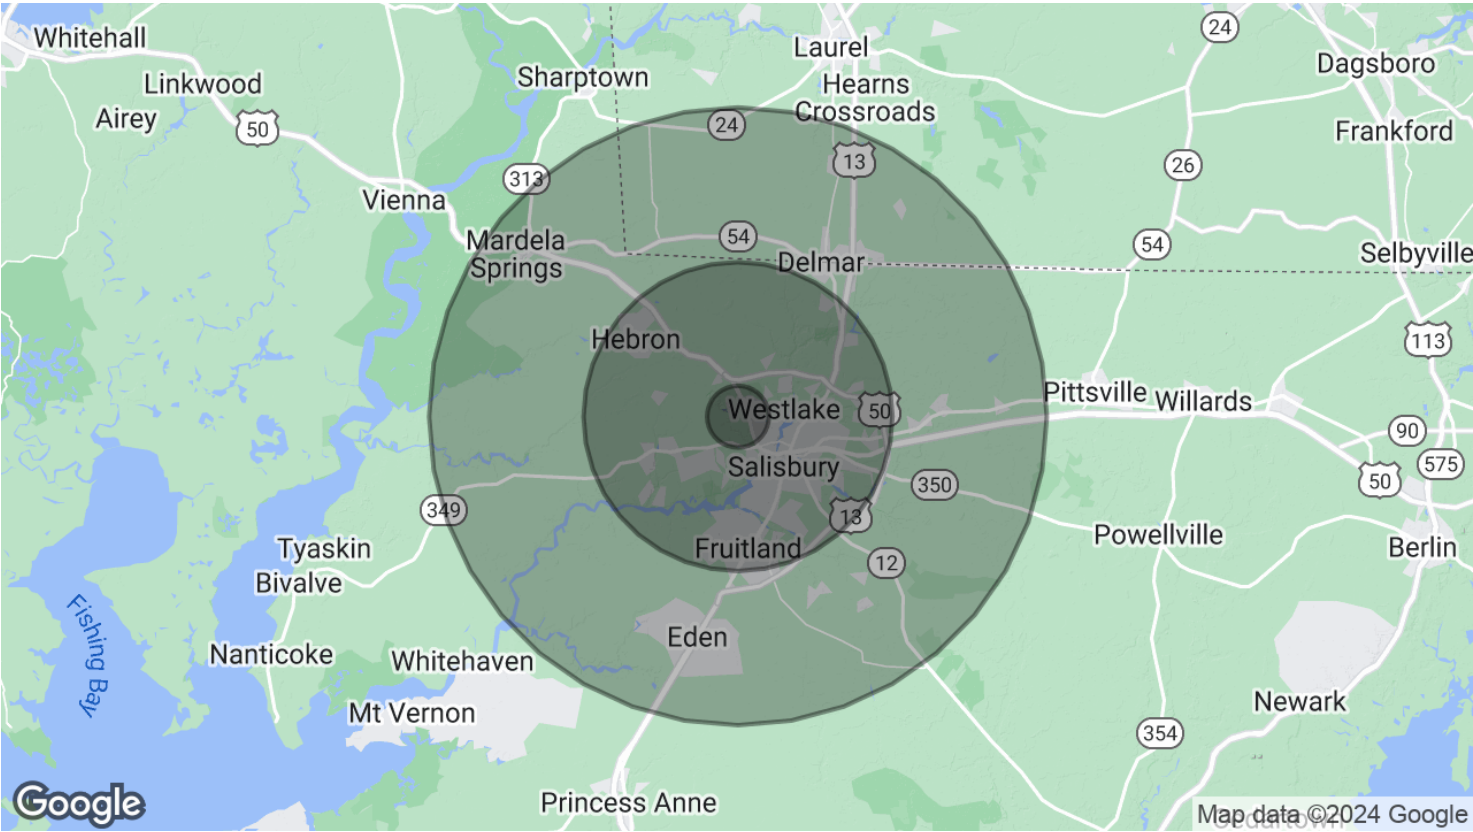 Whitehall
Linkwood
Airey
50
Sharptown
Laurel
Hearns
Crossroads
24
Dagsboro
Frankford
24
13
26
313
Vienna
Mardela
Springs
54
Delmar
54
Selbyville
Hebron
113
Westlake
50
Pittsville
Willards
90
575
50
Salisbury
350
13
349
Tyaskin
Bivalve
Fruitland
12
Powellville
Berlin
Fishing Bay
Nanticoke
Whitehaven
Eden
Mt Vernon
Newark
354
Princess Anne
Google
Map data ©2024 Google